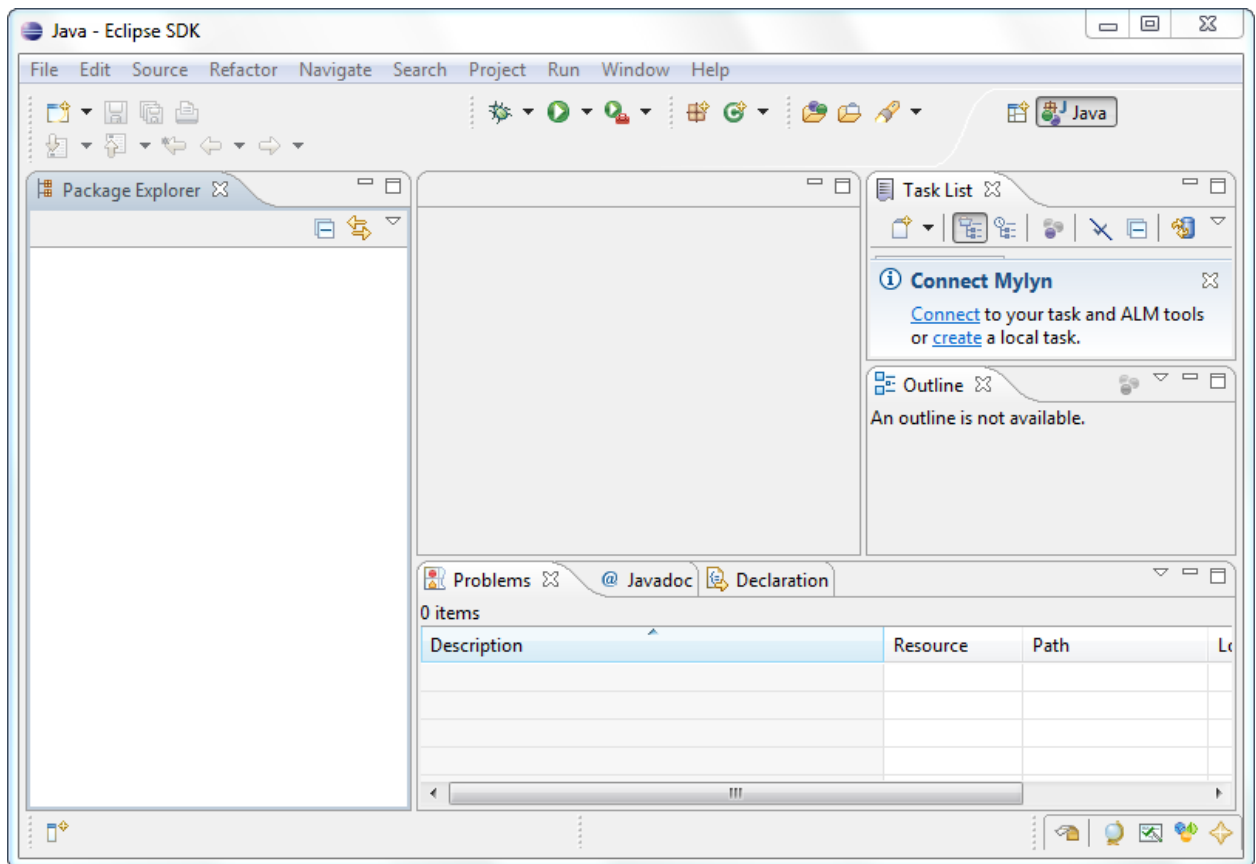 Java - Eclipse SDK
File Edit Source Refactor Navigate Search Project Run Window Help
Java
Package Explorer
Task List
Connect Mylyn
Connect to your task and ALM tools
or create a local task.
Outline
An outline is not available.
Problems @ Javadoc Declaration
0 items
Description Resource Path